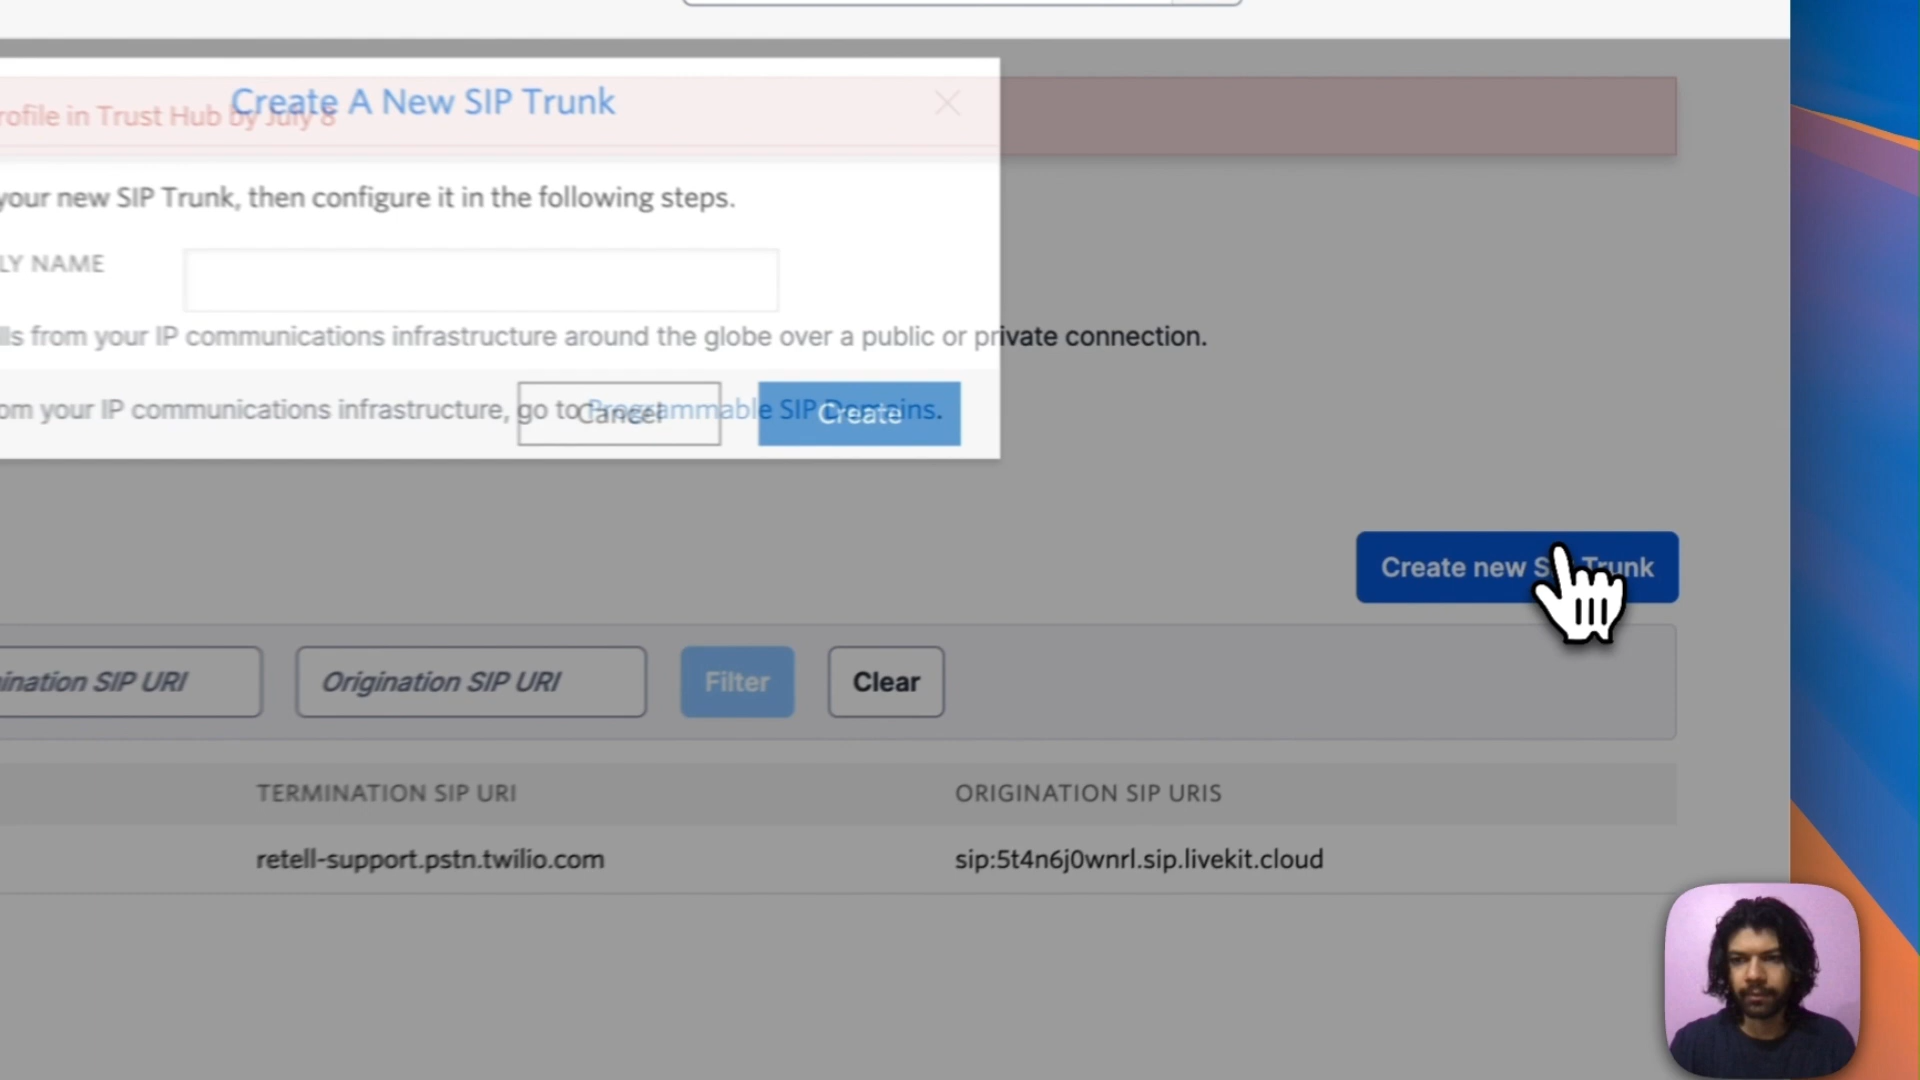 Create A New SIP Trunk
rofile in Trust Hub by July 8
your new SIP Trunk, then configure it in the following steps.
LY NAME
lls from your IP communications infrastructure around the globe over a public or private connection.
om your IP communications infrastructure, go to Programmable SIP Domains.
Cancel
Create
Create new SIP Trunk
ination SIP URI
Origination SIP URI
Filter
Clear
TERMINATION SIP URI
ORIGINATION SIP URIS
retell-support.pstn.twilio.com
sip:5t4n6j0wnrl.sip.livekit.cloud